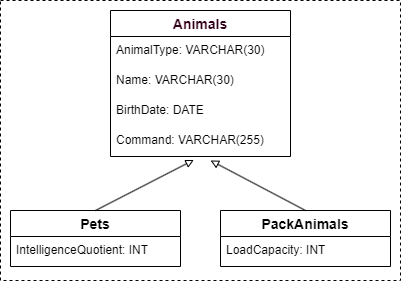 Animals
AnimalType: VARCHAR(30)
Name: VARCHAR(30)
BirthDate: DATE
Command: VARCHAR(255)
Pets
IntelligenceQuotient: INT
PackAnimals
LoadCapacity: INT